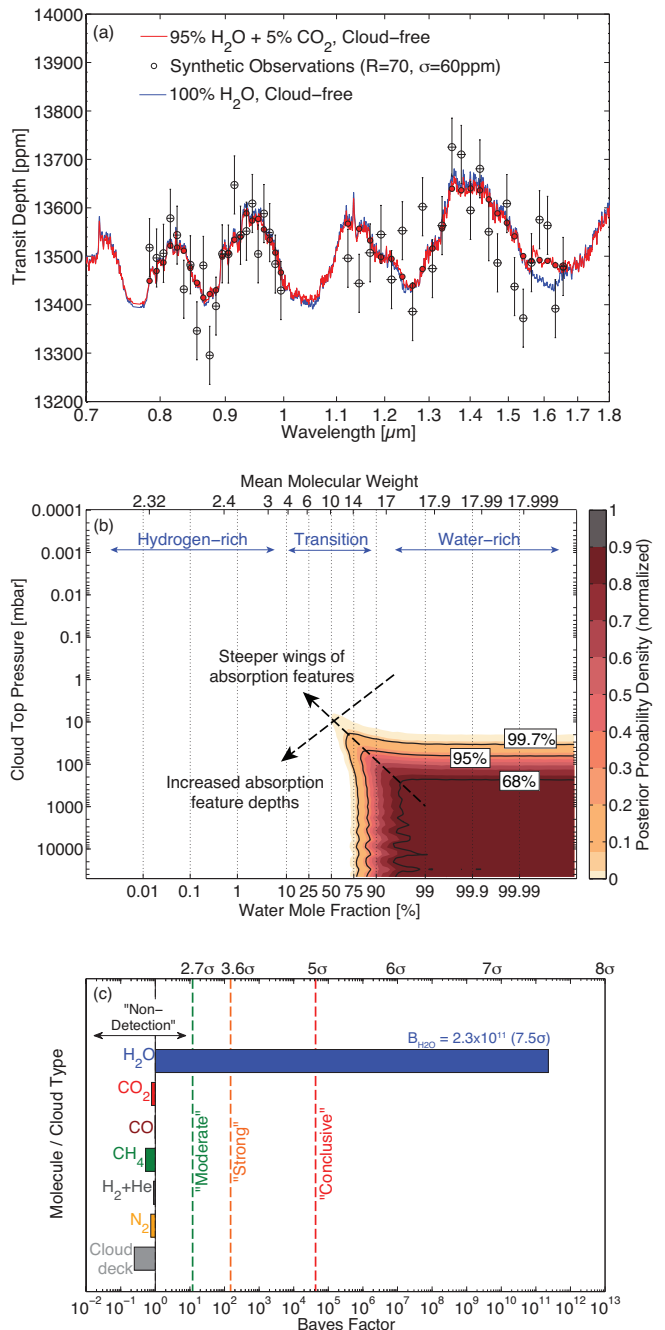 (a)
95% H₂O + 5% CO₂, Cloud−free
Synthetic Observations (R=70, σ=60ppm)
100% H₂O, Cloud−free
Transit Depth [ppm]
14000
13900
13800
13700
13600
13500
13400
13300
13200
0.7 0.8 0.9 1 1.1 1.2 1.3 1.4 1.5 1.6 1.7 1.8
Wavelength [µm]
Mean Molecular Weight
2.32 2.4 3 4 6 10 14 17 17.9 17.99 17.999
(b)
Hydrogen−rich Transition Water−rich
Steeper wings of
absorption features
Increased absorption
feature depths
99.7%
95%
68%
Cloud Top Pressure [mbar]
0.0001
0.001
0.01
0.1
1
10
100
1000
10000
0.01 0.1 1 10 25 50 75 90 99 99.9 99.99
Water Mole Fraction [%]
1
0.9
0.8
0.7
0.6
0.5
0.4
0.3
0.2
0.1
0
Posterior Probability Density (normalized)
2.7σ 3.6σ 5σ 6σ 7σ 8σ
(c)
"Non−
Detection"
B_H2O = 2.3x10¹¹ (7.5σ)
Molecule / Cloud Type
H₂O
CO₂
CO
CH₄
H₂+He
N₂
Cloud
deck
"Moderate"
"Strong"
"Conclusive"
10⁻² 10⁻¹ 10⁰ 10¹ 10² 10³ 10⁴ 10⁵ 10⁶ 10⁷ 10⁸ 10⁹ 10¹⁰ 10¹¹ 10¹² 10¹³
Bayes Factor